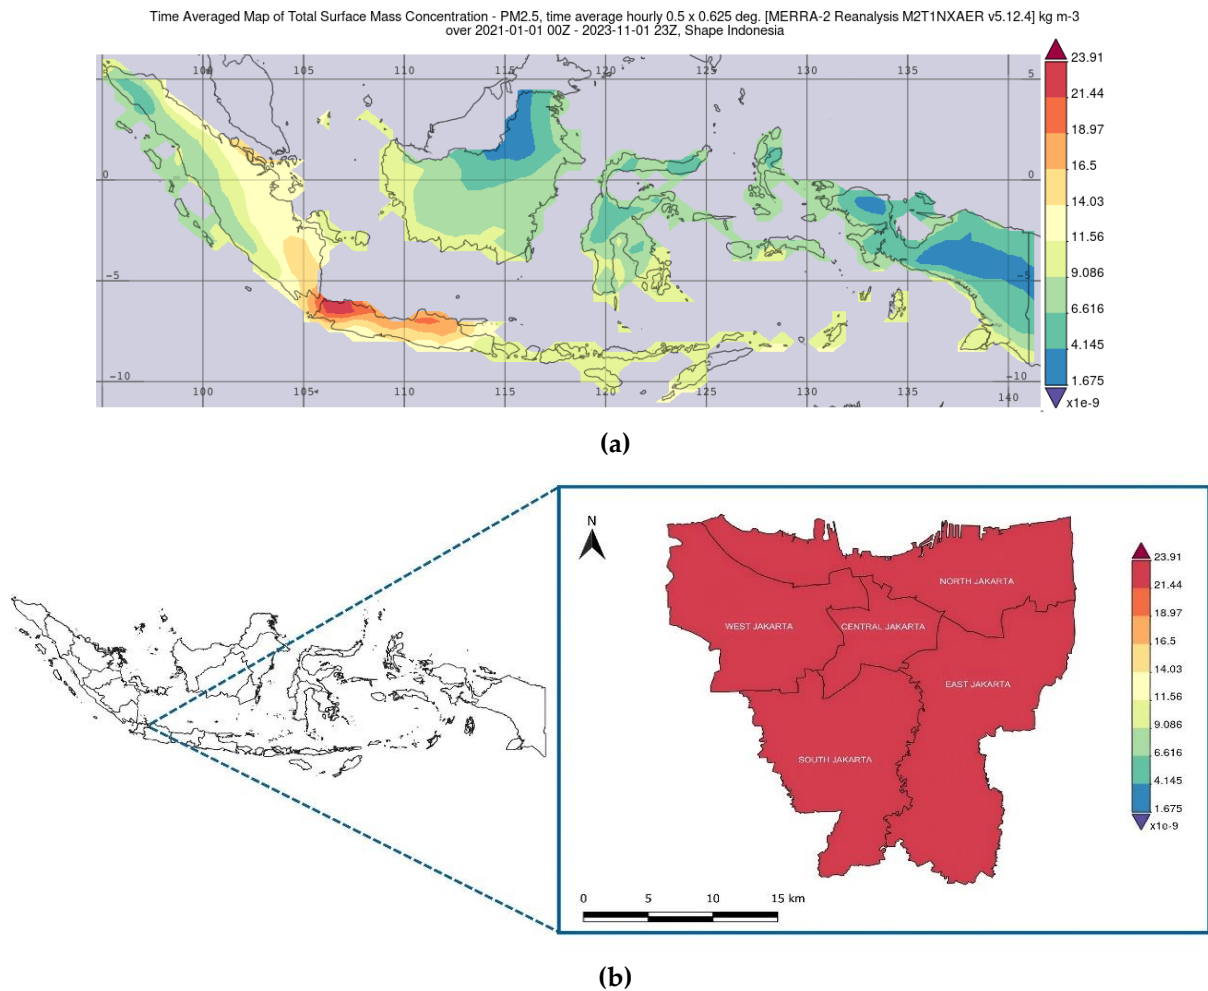 Time Averaged Map of Total Surface Mass Concentration - PM2.5, time average hourly 0.5 x 0.625 deg. [MERRA-2 Reanalysis M2T1NXAER v5.12.4] kg m-3
over 2021-01-01 00Z - 2023-11-01 23Z, Shape Indonesia
5 100 105 110 115 120 125 130 135 5
0 0
-5 -5
-10 -10
100 105 110 115 120 125 130 135 140
23.91
21.44
18.97
16.5
14.03
11.56
9.086
6.616
4.145
1.675
x1e-9
(a)
N
NORTH JAKARTA
WEST JAKARTA
CENTRAL JAKARTA
EAST JAKARTA
SOUTH JAKARTA
0 5 10 15 km
23.91
21.44
18.97
16.5
14.03
11.56
9.086
6.616
4.145
1.675
x1e-9
(b)